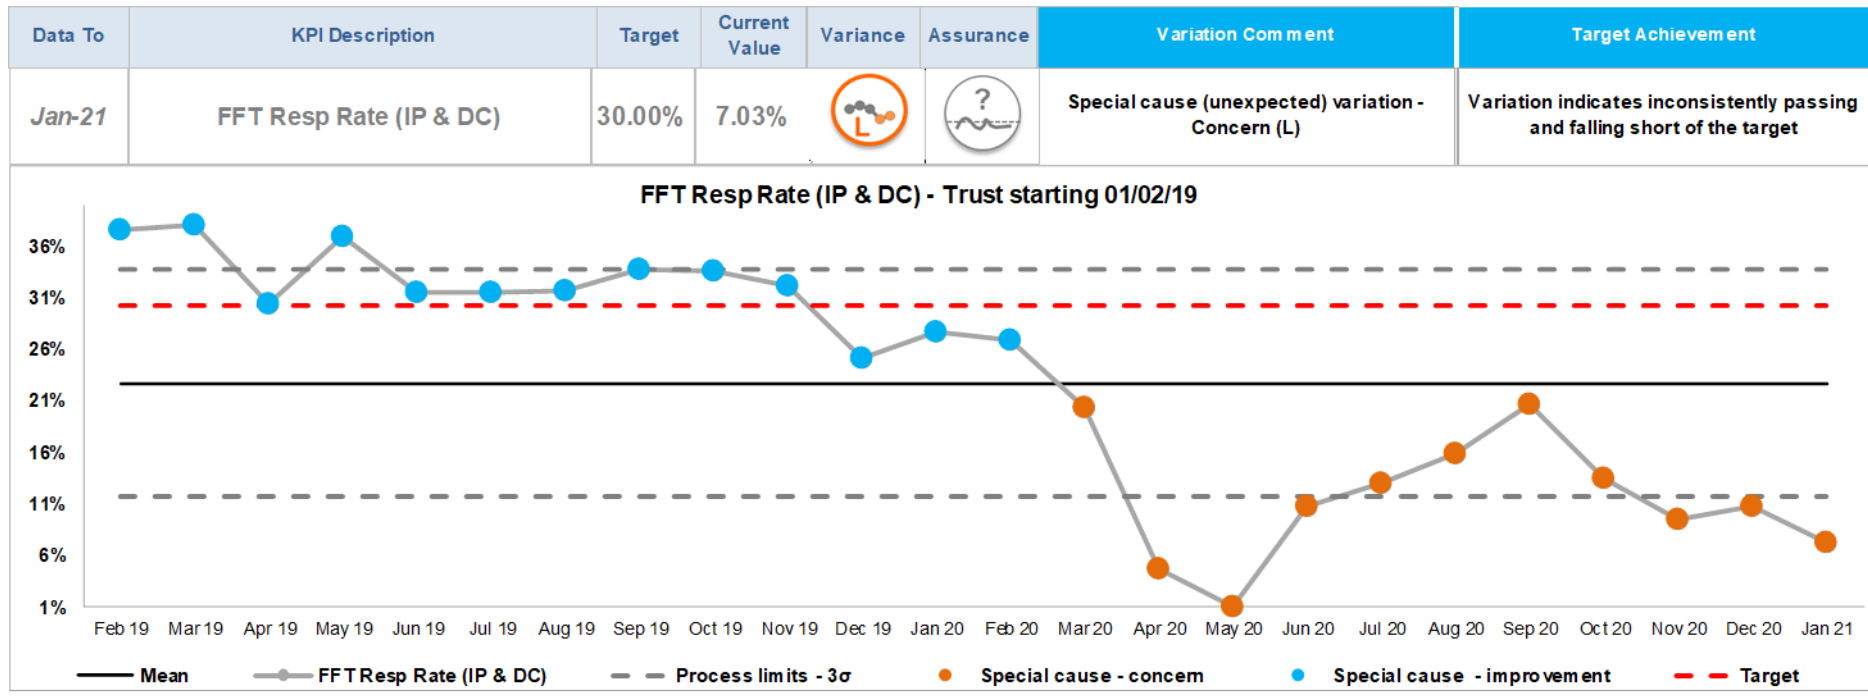 Data To KPI Description Target Current Value Variance Assurance Variation Comment Target Achievement
Jan-21 FFT Resp Rate (IP & DC) 30.00% 7.03% L ? Special cause (unexpected) variation - Concern (L) Variation indicates inconsistently passing and falling short of the target
FFT Resp Rate (IP & DC) - Trust starting 01/02/19
36%
31%
26%
21%
16%
11%
6%
1%
Feb 19 Mar 19 Apr 19 May 19 Jun 19 Jul 19 Aug 19 Sep 19 Oct 19 Nov 19 Dec 19 Jan 20 Feb 20 Mar 20 Apr 20 May 20 Jun 20 Jul 20 Aug 20 Sep 20 Oct 20 Nov 20 Dec 20 Jan 21
Mean FFT Resp Rate (IP & DC) Process limits - 3σ Special cause - concern Special cause - improvement Target